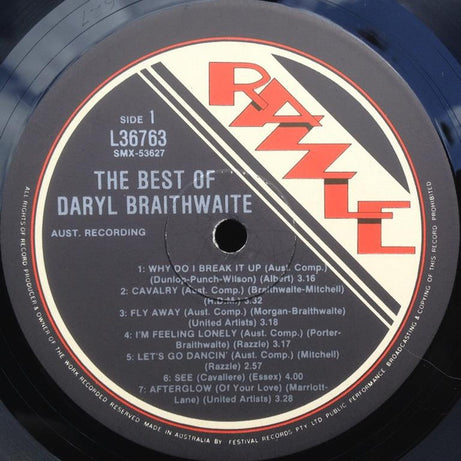 RAZZLE
SIDE 1
L36763
SMX-53627
THE BEST OF
DARYL BRAITHWAITE
AUST. RECORDING
1: WHY DO I BREAK IT UP (Aust. Comp.)
(Dunlop-Punch-Wilson) (Albert) 3.16
2: CAVALRY (Aust. Comp.) (Braithwaite-Mitchell)
(H.D.M.) 3.32
3: FLY AWAY (Aust. Comp.) (Morgan-Braithwaite)
(United Artists) 3.18
4: I'M FEELING LONELY (Aust. Comp.) (Porter-
Braithwaite) (Razzle) 3.17
5: LET'S GO DANCIN' (Aust. Comp.) (Mitchell)
(Razzle) 2.57
6: SEE (Cavaliere) (Essex) 4.00
7: AFTERGLOW (Of Your Love) (Marriott-
Lane) (United Artists) 3.28
ALL RIGHTS OF RECORD PRODUCER & OWNER OF THE WORK RECORDED RESERVED MADE IN AUSTRALIA BY FESTIVAL RECORDS PTY LTD PUBLIC PERFORMANCE BROADCASTING & COPYING OF THIS RECORD PROHIBITED